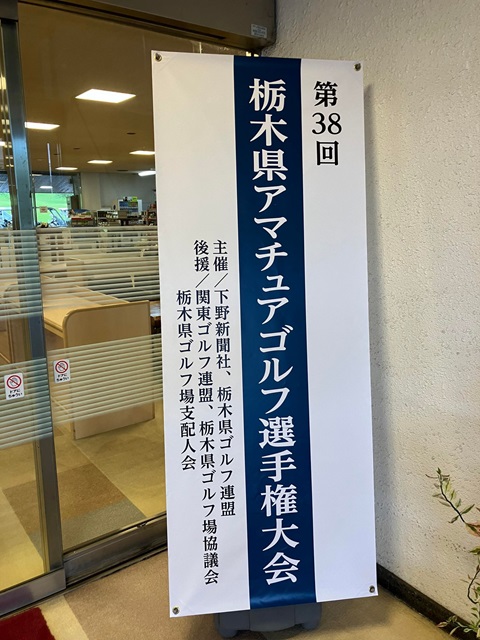 第38回
栃木県アマチュアゴルフ選手権大会
主催／下野新聞社、栃木県ゴルフ連盟
後援／関東ゴルフ連盟、栃木県ゴルフ場協議会
栃木県ゴルフ場支配人会